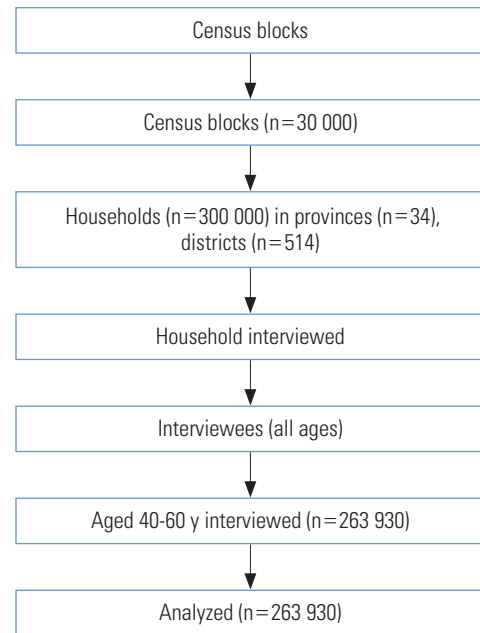 Census blocks
Census blocks (n=30 000)
Households (n=300 000) in provinces (n=34),
districts (n=514)
Household interviewed
Interviewees (all ages)
Aged 40-60 y interviewed (n=263 930)
Analyzed (n=263 930)